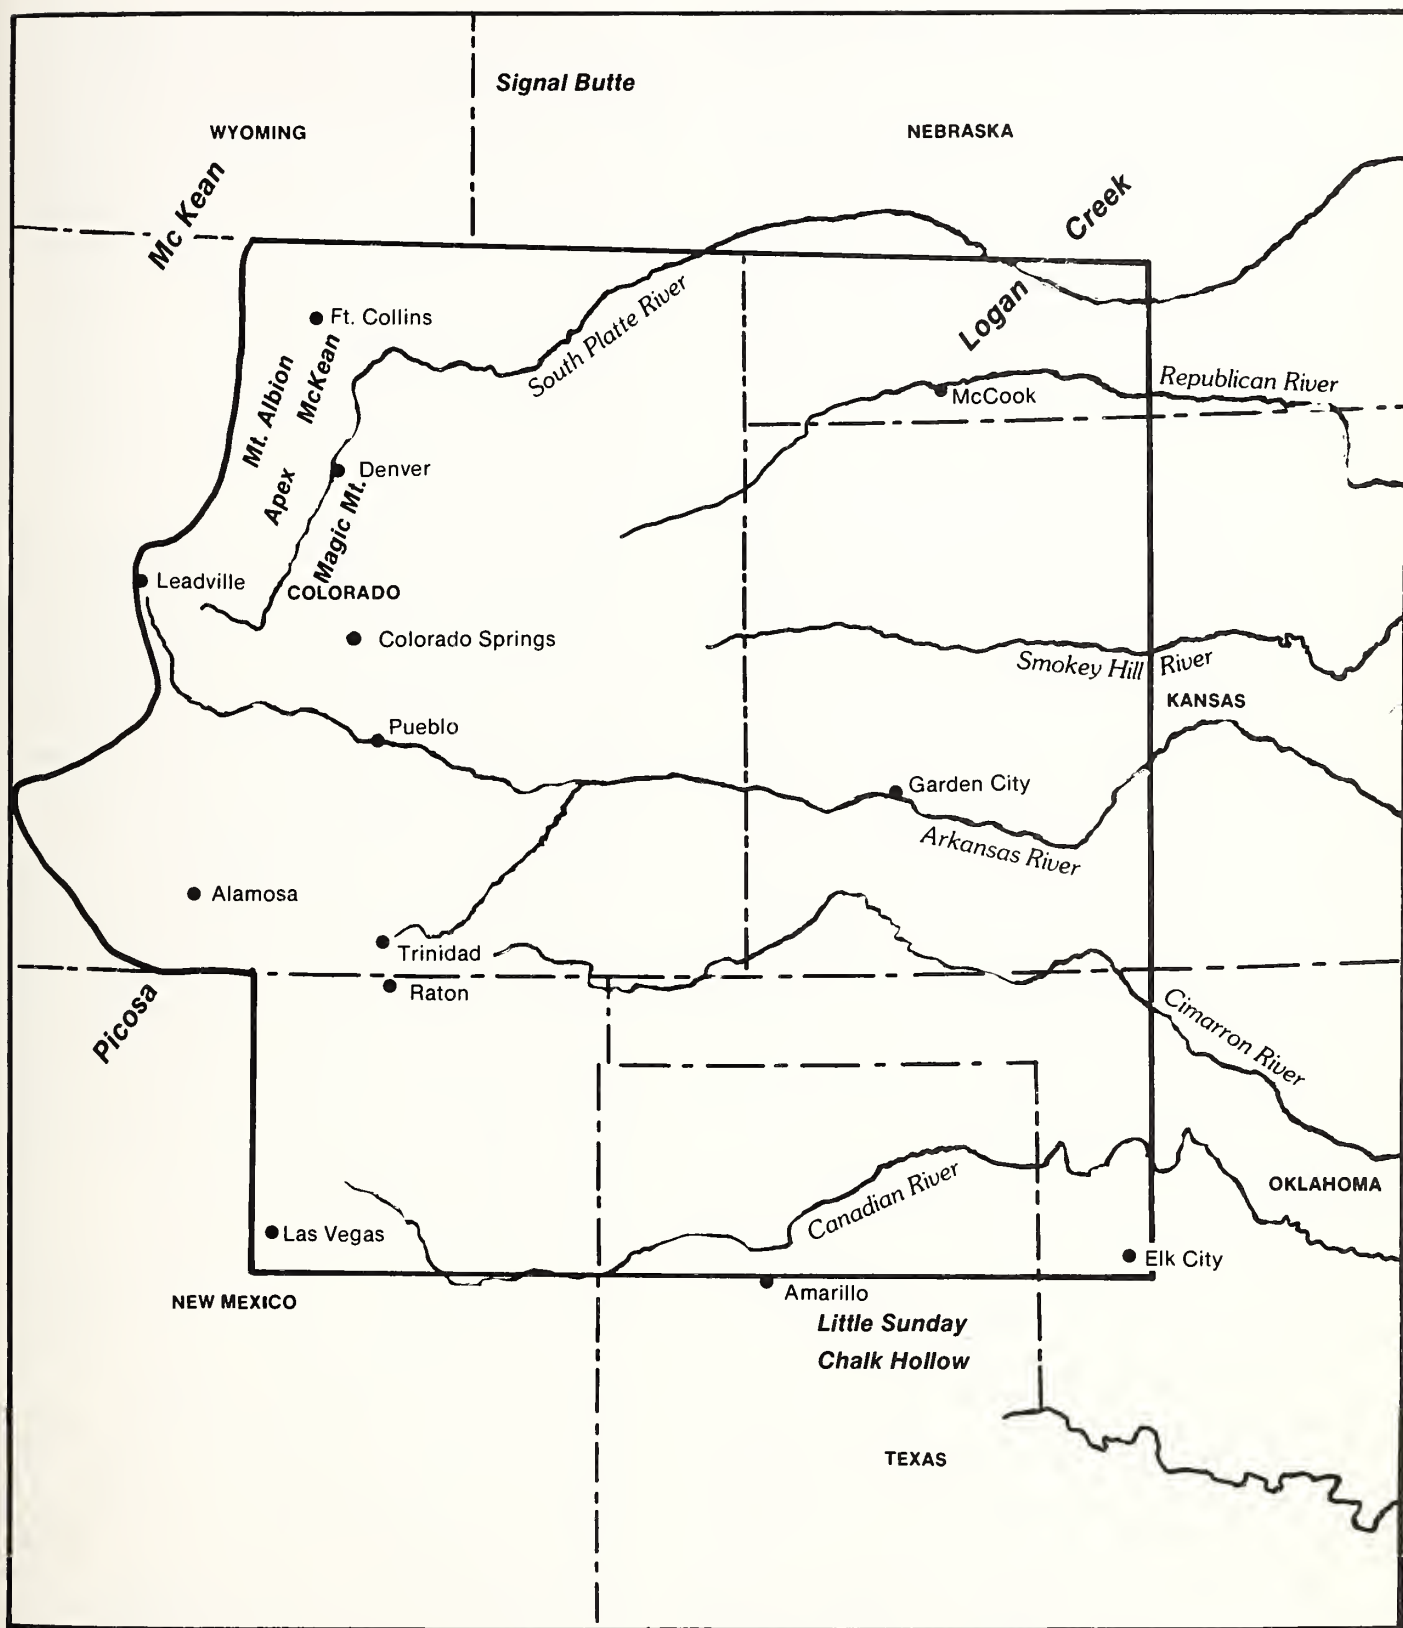 Signal Butte
WYOMING
NEBRASKA
Mc Kean
Logan Creek
Ft. Collins
South Platte River
Mt. Albion
McKean
Apex
Republican River
McCook
Denver
Magic Mt.
Leadville
COLORADO
Colorado Springs
Smokey Hill River
KANSAS
Pueblo
Garden City
Arkansas River
Alamosa
Trinidad
Raton
Picosa
Cimarron River
Canadian River
OKLAHOMA
Las Vegas
Elk City
NEW MEXICO
Amarillo
Little Sunday
Chalk Hollow
TEXAS